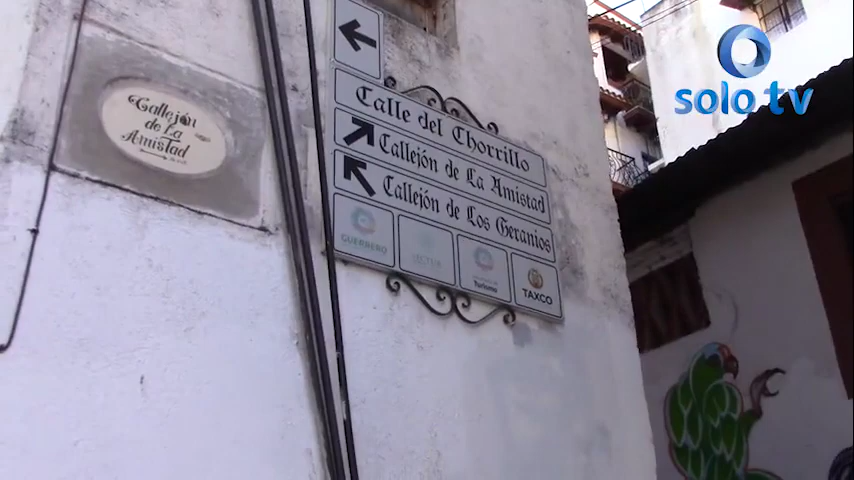 Callejón
de La
Amistad
Calle del Chorrillo
Callejón de La Amistad
Callejón de Los Geranios
GUERRERO
Turismo
TAXCO
solo tv